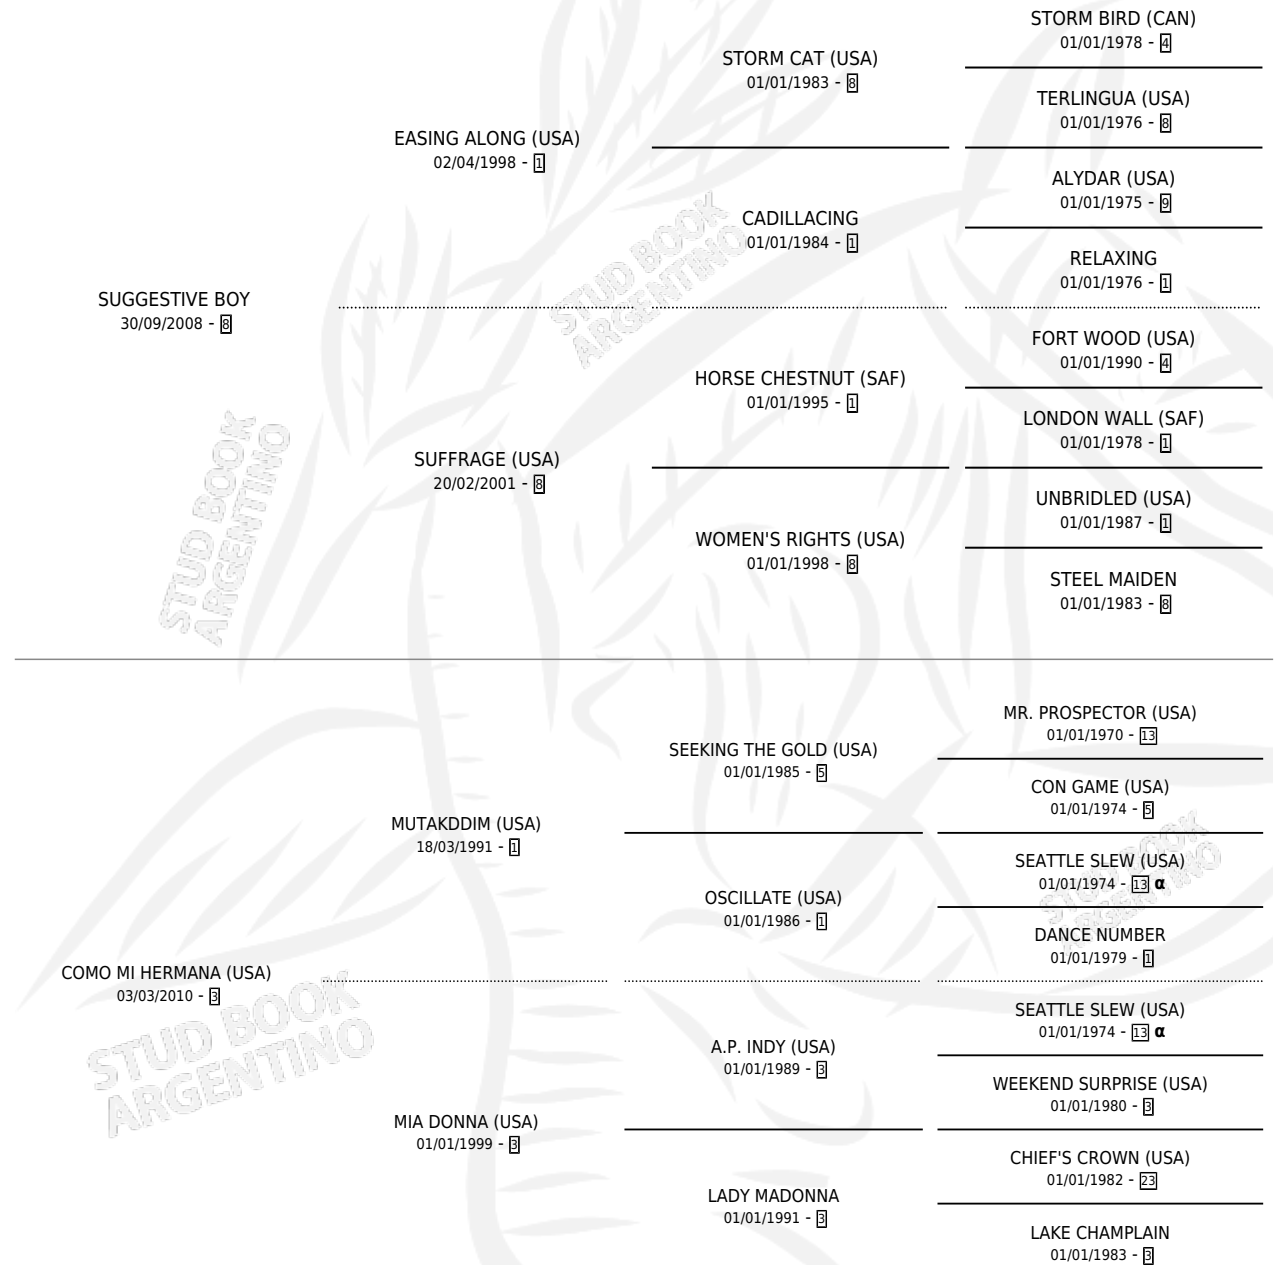 STORM BIRD (CAN)
01/01/1978 - 4
STORM CAT (USA)
01/01/1983 - 8
TERLINGUA (USA)
01/01/1976 - 8
EASING ALONG (USA)
02/04/1998 - 1
ALYDAR (USA)
01/01/1975 - 9
CADILLACING
01/01/1984 - 1
RELAXING
01/01/1976 - 1
SUGGESTIVE BOY
30/09/2008 - 8
FORT WOOD (USA)
01/01/1990 - 4
HORSE CHESTNUT (SAF)
01/01/1995 - 1
LONDON WALL (SAF)
01/01/1978 - 1
SUFFRAGE (USA)
20/02/2001 - 8
UNBRIDLED (USA)
01/01/1987 - 1
WOMEN'S RIGHTS (USA)
01/01/1998 - 8
STEEL MAIDEN
01/01/1983 - 8
MR. PROSPECTOR (USA)
01/01/1970 - 13
SEEKING THE GOLD (USA)
01/01/1985 - 5
CON GAME (USA)
01/01/1974 - 5
MUTAKDDIM (USA)
18/03/1991 - 1
SEATTLE SLEW (USA)
01/01/1974 - 13 α
OSCILLATE (USA)
01/01/1986 - 1
DANCE NUMBER
01/01/1979 - 1
COMO MI HERMANA (USA)
03/03/2010 - 3
SEATTLE SLEW (USA)
01/01/1974 - 13 α
A.P. INDY (USA)
01/01/1989 - 3
WEEKEND SURPRISE (USA)
01/01/1980 - 3
MIA DONNA (USA)
01/01/1999 - 3
CHIEF'S CROWN (USA)
01/01/1982 - 23
LADY MADONNA
01/01/1991 - 3
LAKE CHAMPLAIN
01/01/1983 - 3
STUD BOOK
ARGENTINO
STUD BOOK
ARGENTINO
STUD BOOK
ARGENTINO
STUD BOOK
ARGENTINO